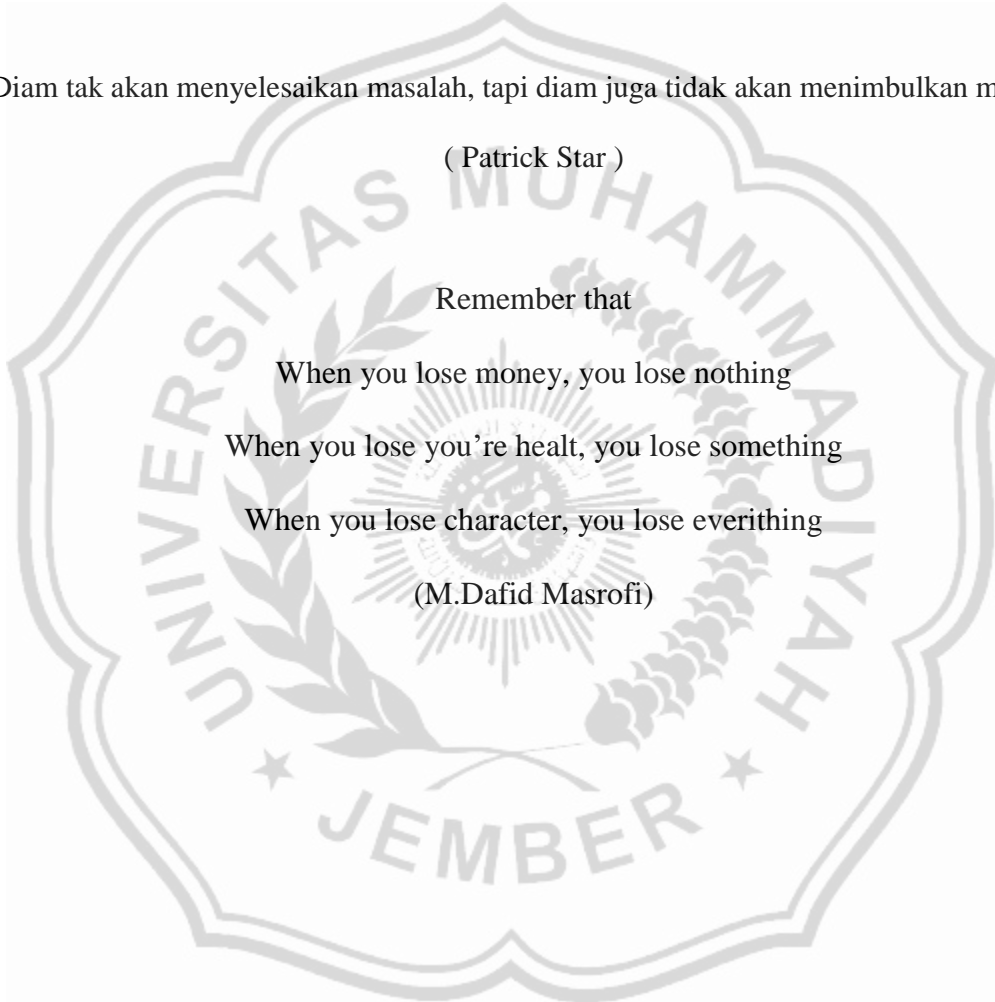 Diam tak akan menyelesaikan masalah, tapi diam juga tidak akan menimbulkan m
( Patrick Star )
Remember that
When you lose money, you lose nothing
When you lose you’re healt, you lose something
When you lose character, you lose everithing
(M.Dafid Masrofi)
UNIVERSITAS MUHAMMADIYAH
JEMBER